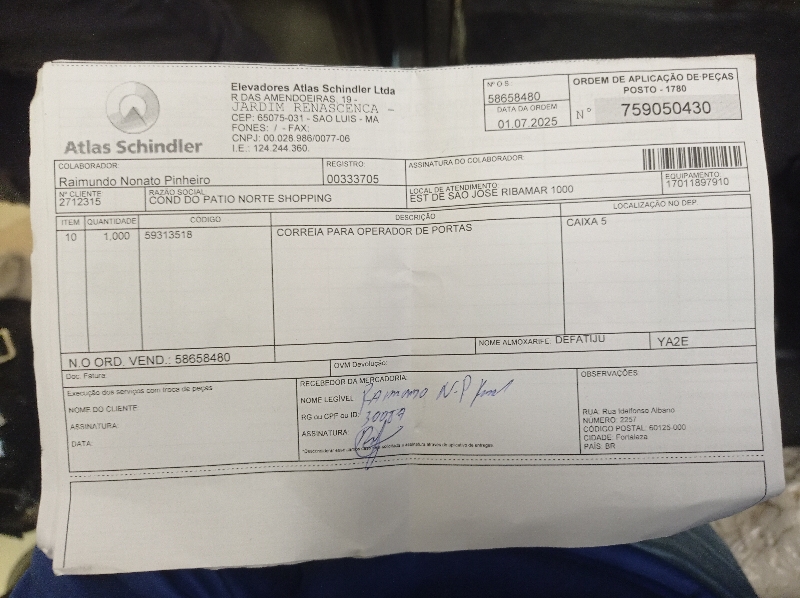 Atlas Schindler
Elevadores Atlas Schindler Ltda
R DAS AMENDOEIRAS, 19 -
JARDIM RENASCENCA -
CEP: 65075-031 - SAO LUIS - MA
FONES: / - FAX:
CNPJ: 00.028.986/0077-06
I.E.: 124.244.360.
Nº O.S.
58658480
DATA DA ORDEM
01.07.2025
ORDEM DE APLICAÇÃO DE PEÇAS
POSTO - 1780
N° 759050430
COLABORADOR:
Raimundo Nonato Pinheiro
REGISTRO:
00333705
ASSINATURA DO COLABORADOR:
Nº CLIENTE
2712315
RAZÃO SOCIAL
COND DO PATIO NORTE SHOPPING
LOCAL DE ATENDIMENTO
EST DE SAO JOSE RIBAMAR 1000
EQUIPAMENTO:
17011897910
ITEM QUANTIDADE CÓDIGO DESCRIÇÃO LOCALIZAÇÃO NO DEP
10 1,000 59313518 CORREIA PARA OPERADOR DE PORTAS CAIXA 5
NOME ALMOXARIFE: DEFATIJU YA2E
N.O ORD. VEND.: 58658480
Doc. Fatura:
OVM Devolução:
Execução dos serviços com troca de peças
NOME DO CLIENTE
ASSINATURA:
DATA:
RECEBEDOR DA MERCADORIA
NOME LEGÍVEL
RG ou CPF ou ID:
ASSINATURA:
OBSERVAÇÕES:
RUA: Rua Idelfonso Albano
NÚMERO: 2257
CÓDIGO POSTAL: 60125-000
CIDADE: Fortaleza
PAÍS: BR